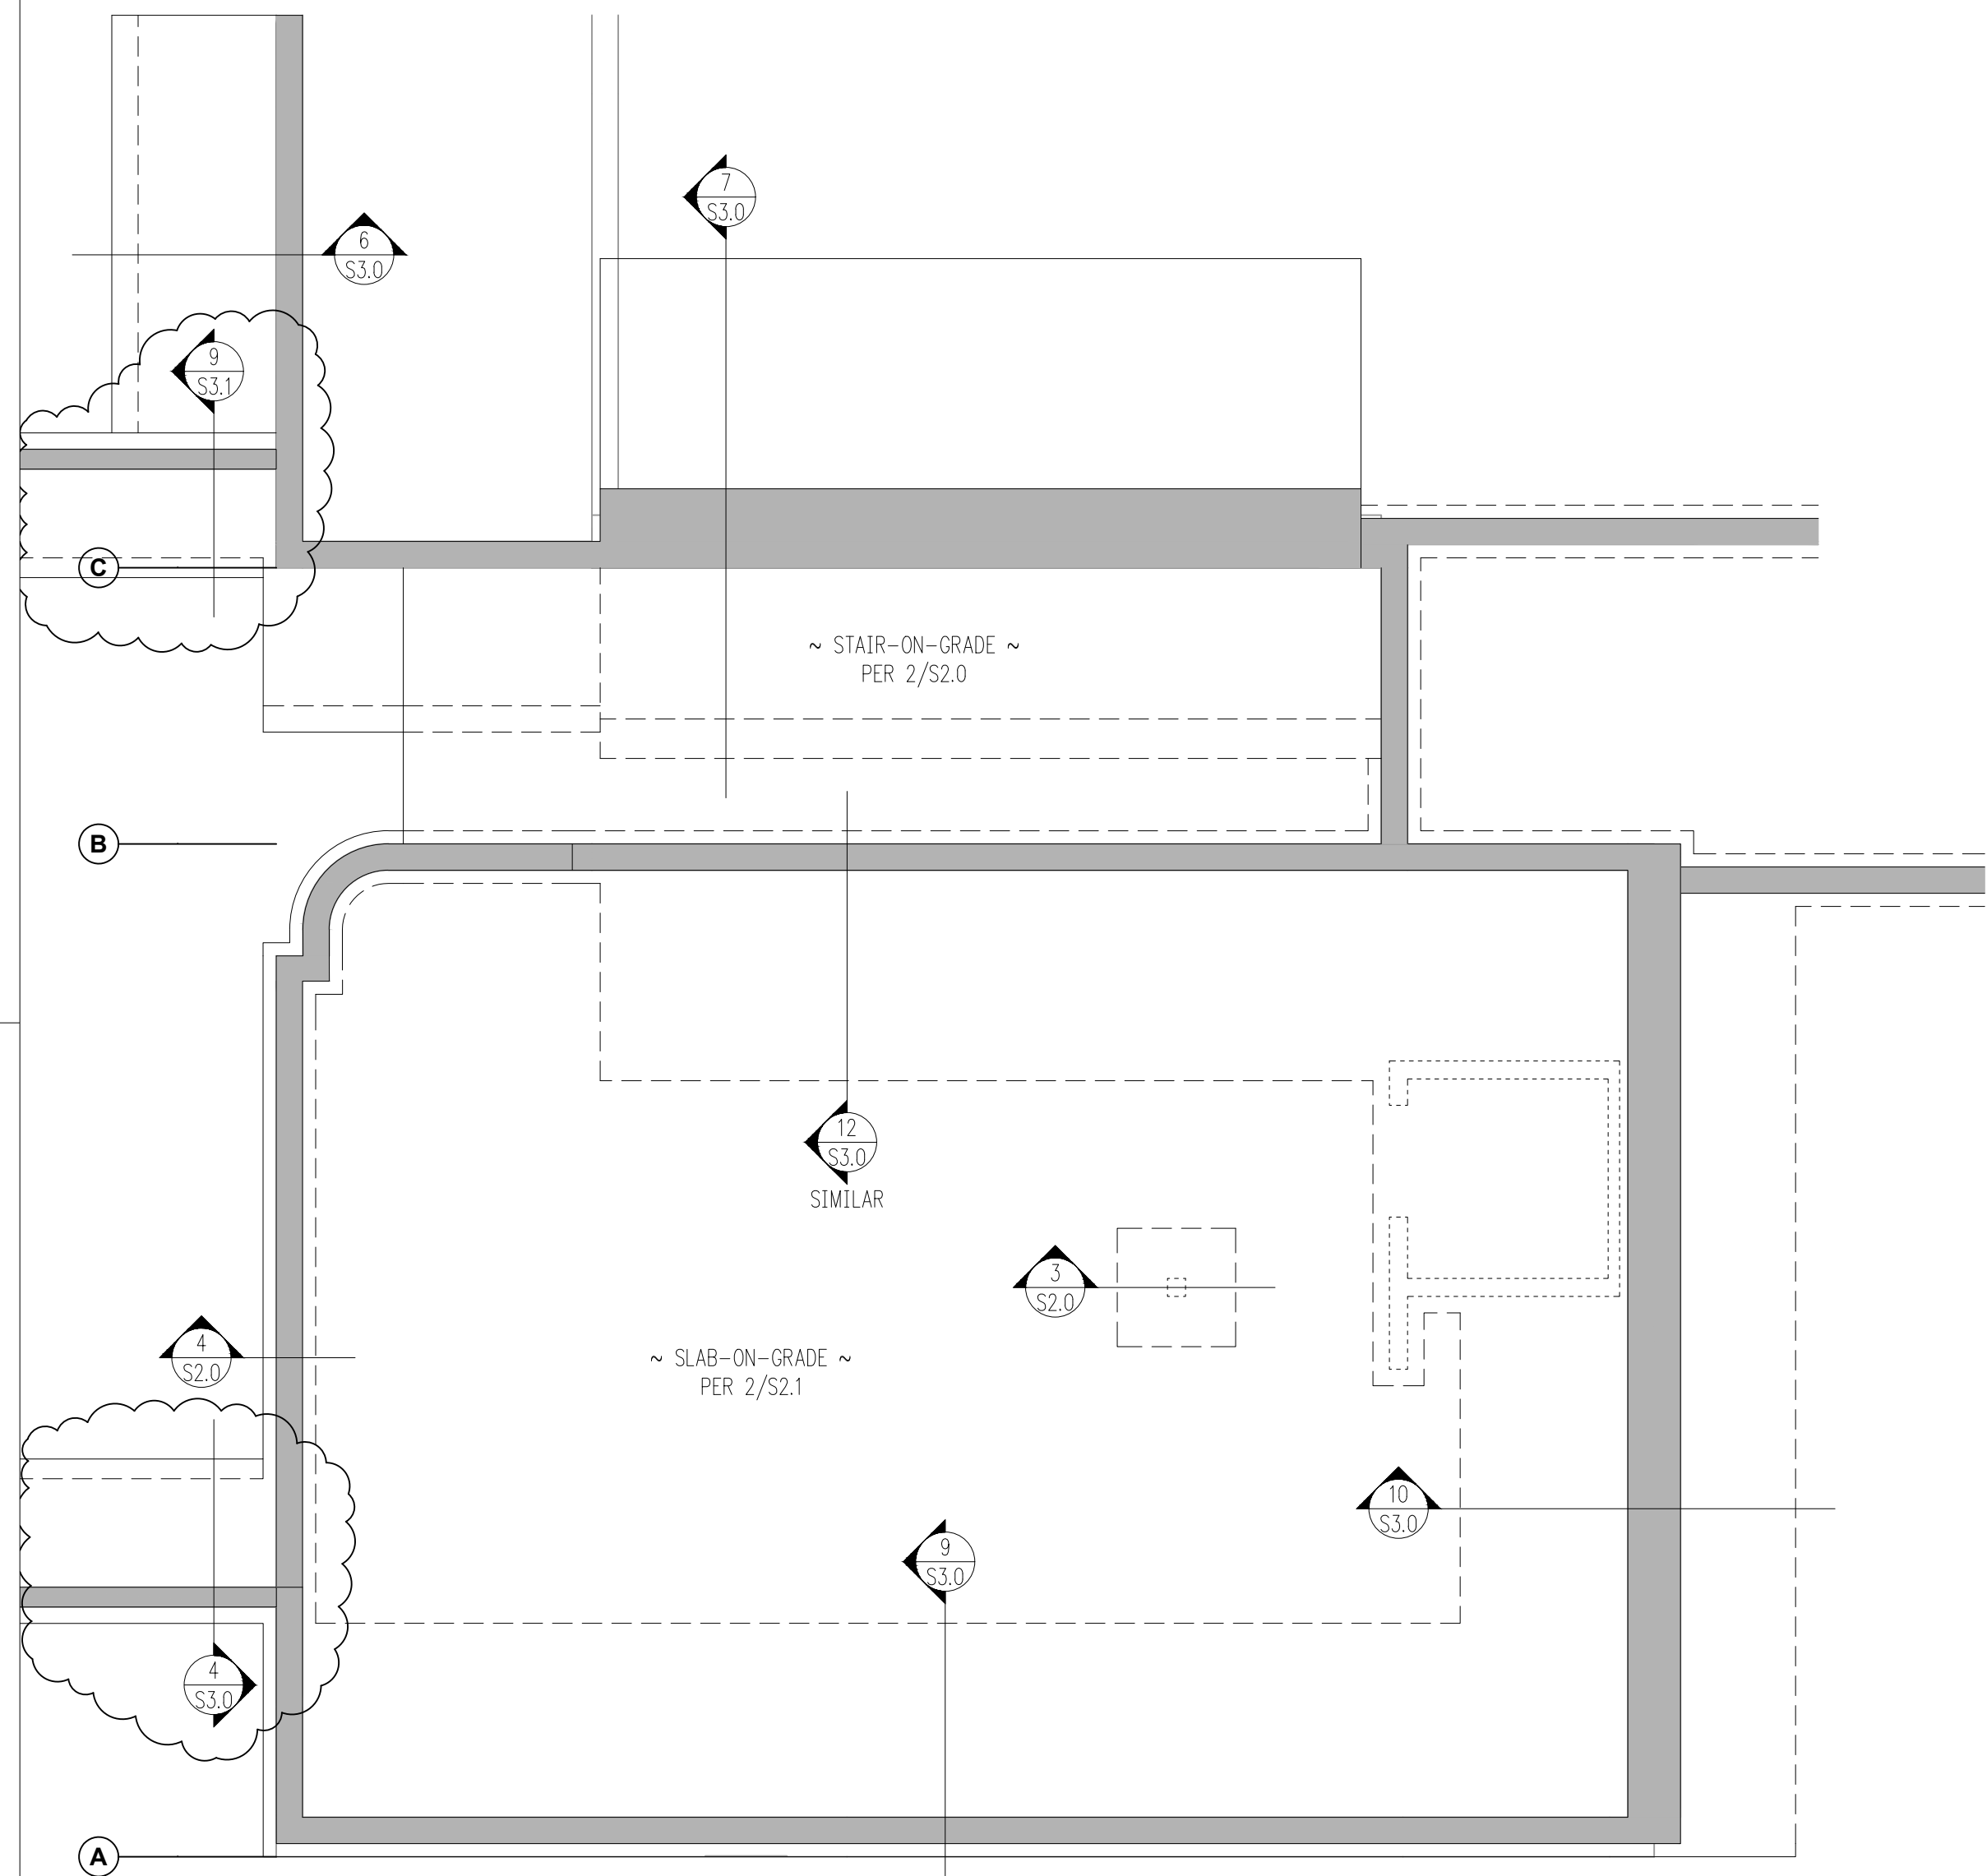 7
S3.0
6
S3.0
9
S3.1
C
~ STAIR-ON-GRADE ~
PER 2/S2.0
B
12
S3.0
SIMILAR
3
S2.0
4
S2.0
~ SLAB-ON-GRADE ~
PER 2/S2.1
10
S3.0
9
S3.0
4
S3.0
A